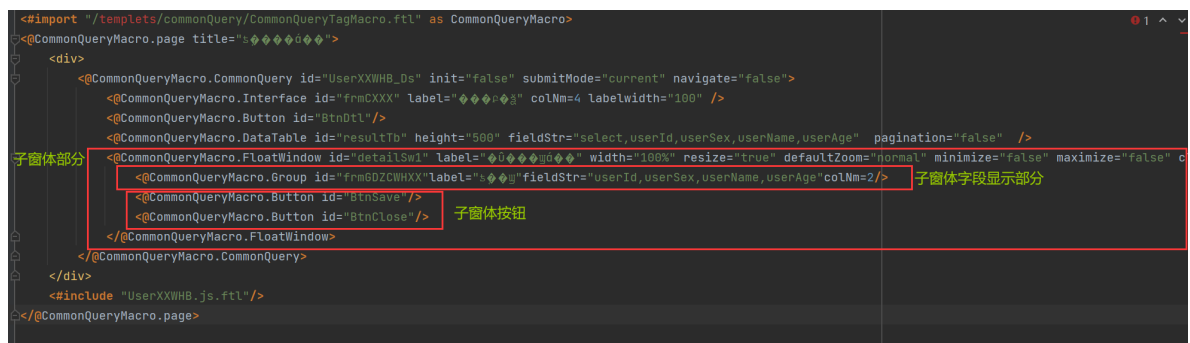 <#import "/templets/commonQuery/CommonQueryTagMacro.ftl" as CommonQueryMacro>
1
<@CommonQueryMacro.page title="
<div>
<@CommonQueryMacro.CommonQuery id="UserXXWHB_Ds" init="false" submitMode="current" navigate="false">
<@CommonQueryMacro.Interface id="frmCXXX" label=" colNm=4 labelwidth="100" />
<@CommonQueryMacro.Button id="BtnDtl"/>
<@CommonQueryMacro.DataTable id="resultTb" height="500" fieldStr="select,userId,userSex,userName,userAge" pagination="false" />
子窗体部分
<@CommonQueryMacro.FloatWindow id="detailSw1" label=" width="100%" resize="true" defaultZoom="normal" minimize="false" maximize="false" c
<@CommonQueryMacro.Group id="frmGDZCWHXX"label=" fieldStr="userId,userSex,userName,userAge"colNm=2/>
子窗体字段显示部分
<@CommonQueryMacro.Button id="BtnSave"/>
<@CommonQueryMacro.Button id="BtnClose"/>
子窗体按钮
</@CommonQueryMacro.FloatWindow>
</@CommonQueryMacro.CommonQuery>
</div>
<#include "UserXXWHB.js.ftl"/>
</@CommonQueryMacro.page>